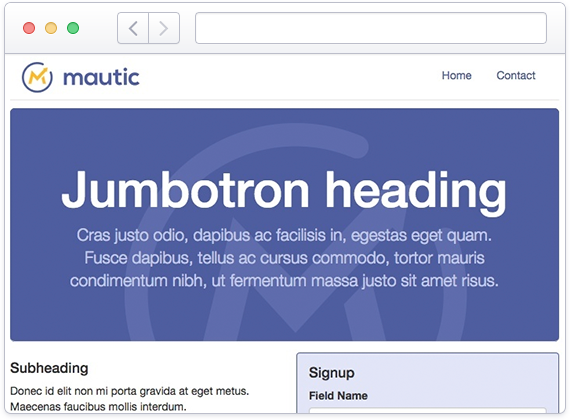 mautic
Home
Contact
Jumbotron heading
Cras justo odio, dapibus ac facilisis in, egestas eget quam.
Fusce dapibus, tellus ac cursus commodo, tortor mauris
condimentum nibh, ut fermentum massa justo sit amet risus.
Subheading
Donec id elit non mi porta gravida at eget metus.
Maecenas faucibus mollis interdum.
Signup
Field Name